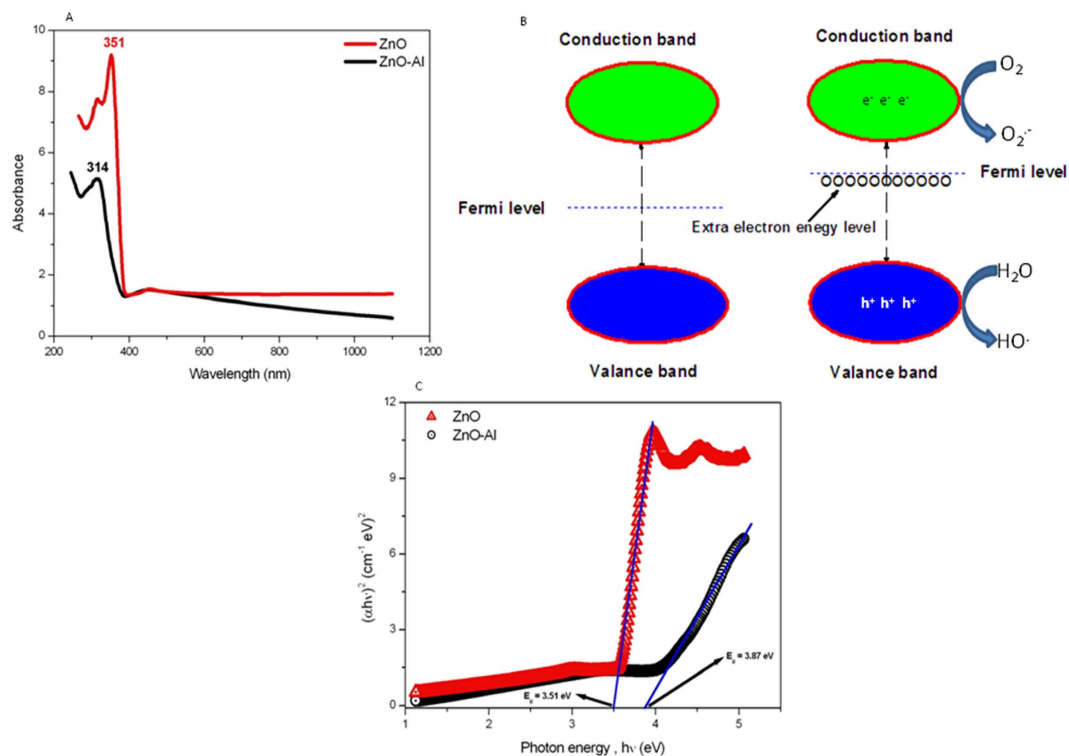 A
351
ZnO
ZnO-Al
314
Absorbance
10
8
6
4
2
0
200
400
600
800
1000
1200
Wavelength (nm)
B
Conduction band
Conduction band
O₂
e⁻ e⁻ e⁻
O₂·⁻
Fermi level
Fermi level
OOOOOOOOOOO
Extra electron enegy level
H₂O
h⁺ h⁺ h⁺
HO·
Valance band
Valance band
C
ZnO
ZnO-Al
(αhν)² (cm⁻¹ eV)²
12
9
6
3
0
E_g = 3.51 eV
E_g = 3.87 eV
1
2
3
4
5
Photon energy , hν (eV)